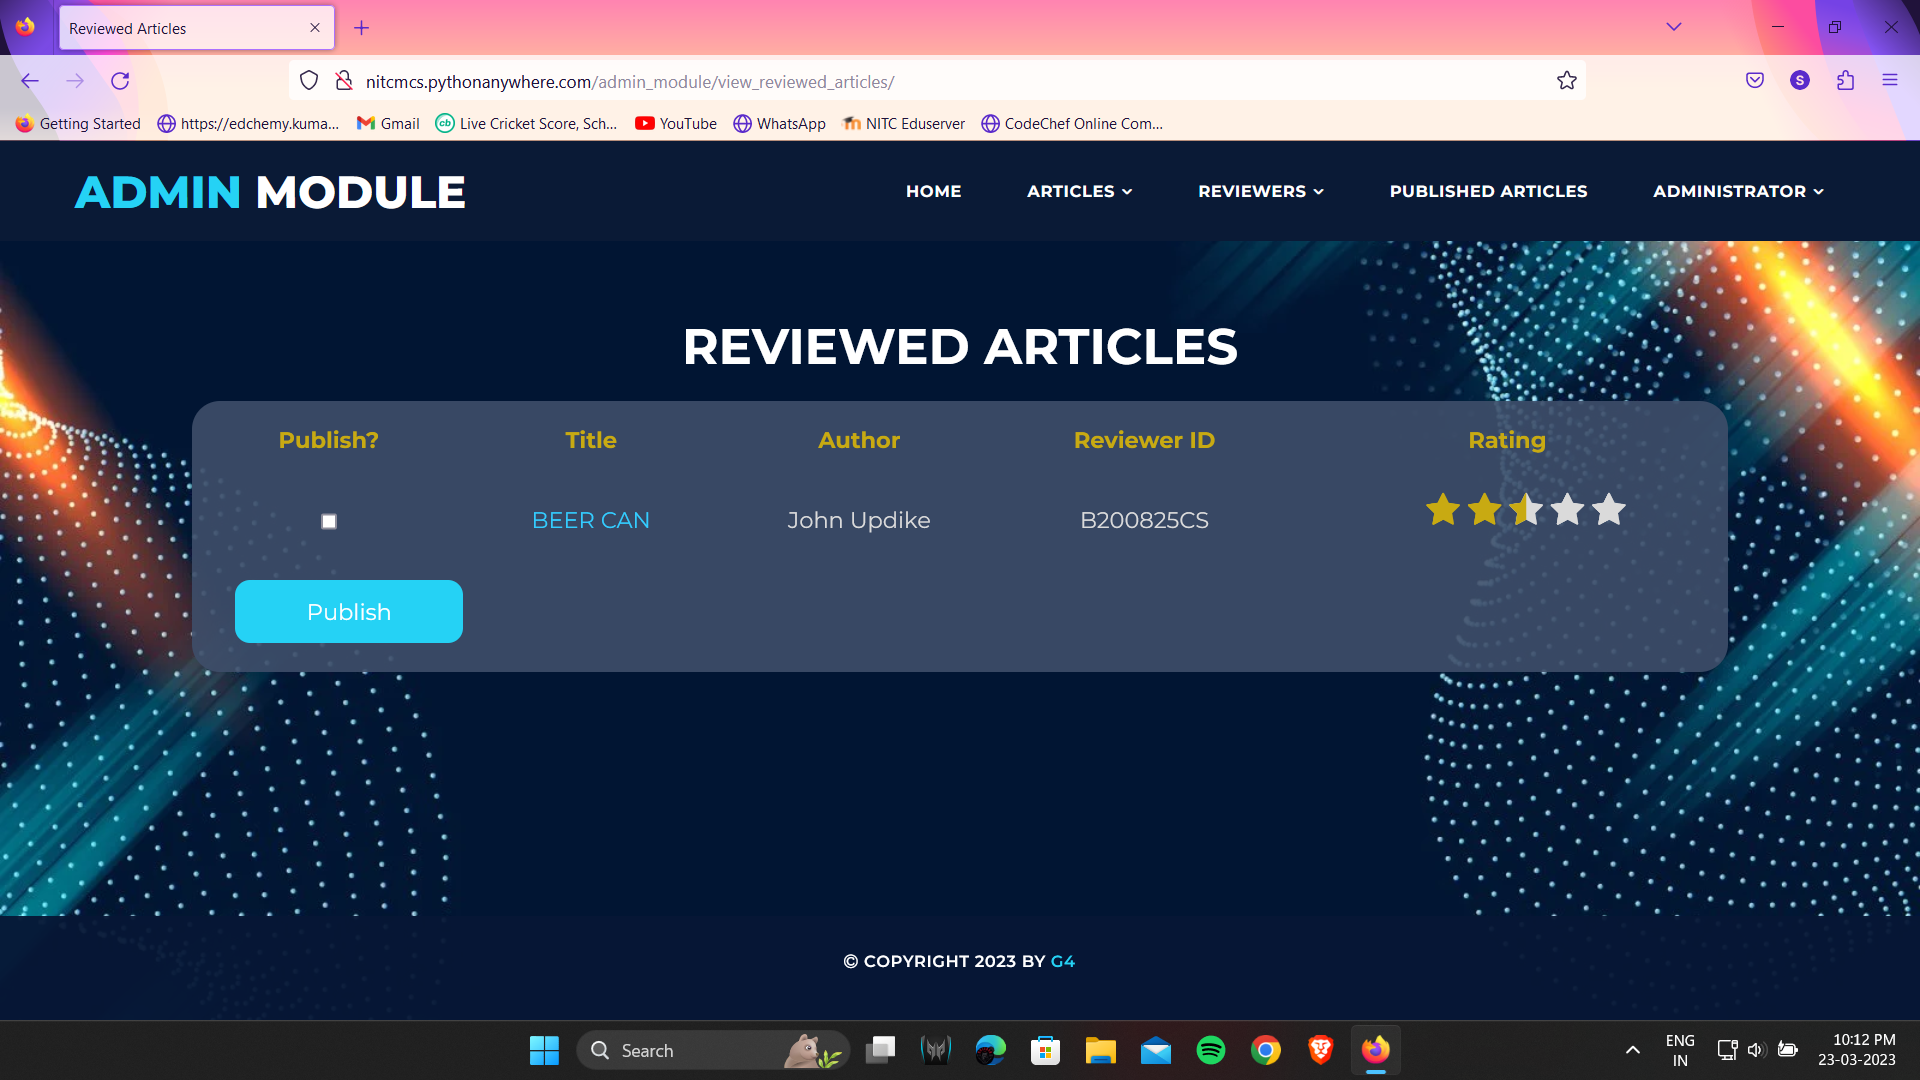 Reviewed Articles
nitcmcs.pythonanywhere.com/admin_module/view_reviewed_articles/
S
Getting Started https://edchemy.kuma... Gmail cb Live Cricket Score, Sch... YouTube WhatsApp NITC Eduserver CodeChef Online Com...
ADMIN MODULE HOME ARTICLES REVIEWERS PUBLISHED ARTICLES ADMINISTRATOR
REVIEWED ARTICLES
Publish? Title Author Reviewer ID Rating
BEER CAN John Updike B200825CS
Publish
© COPYRIGHT 2023 BY G4
Search ENG 10:12 PM
IN 23-03-2023